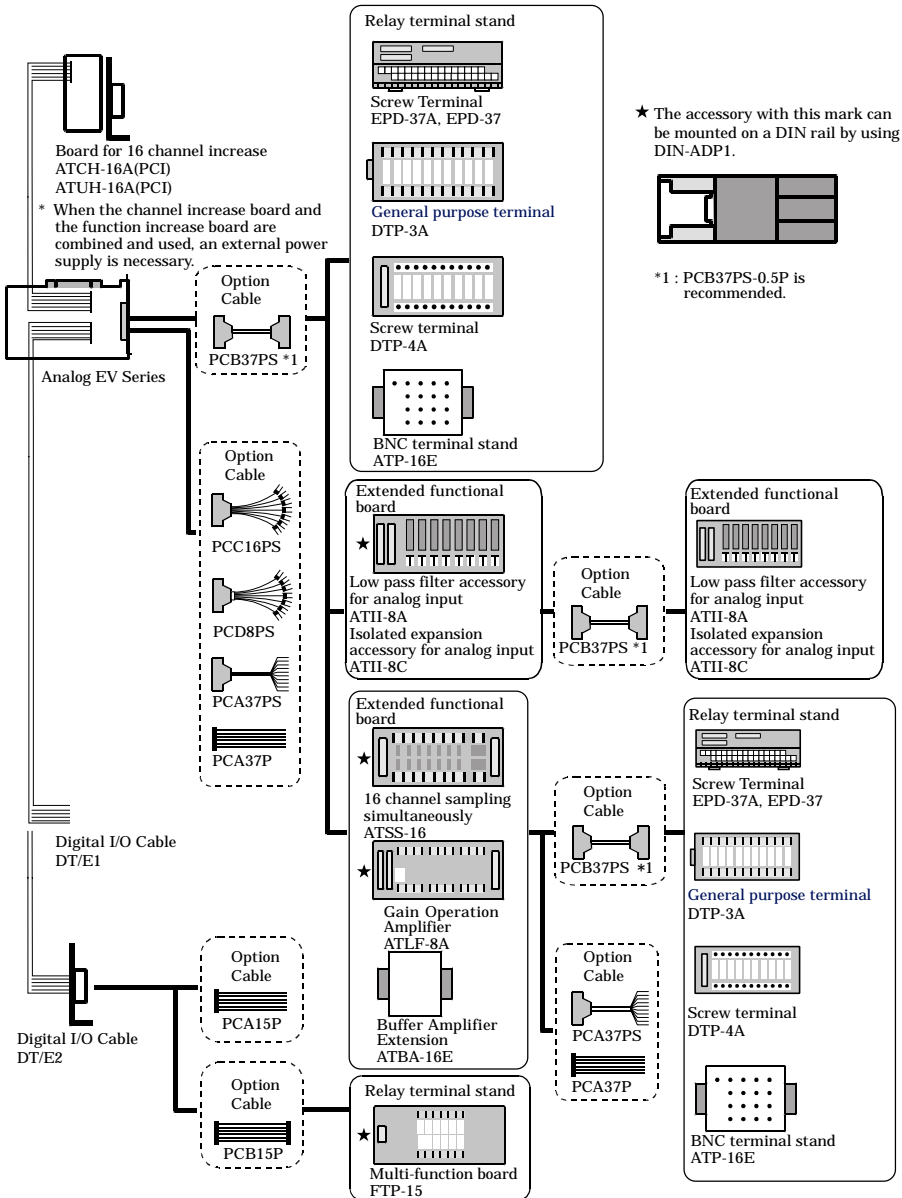 Relay terminal stand
Screw Terminal
EPD-37A, EPD-37
General purpose terminal
DTP-3A
Screw terminal
DTP-4A
BNC terminal stand
ATP-16E
★ The accessory with this mark can
be mounted on a DIN rail by using
DIN-ADP1.
*1 : PCB37PS-0.5P is
recommended.
Board for 16 channel increase
ATCH-16A(PCI)
ATUH-16A(PCI)
* When the channel increase board and
the function increase board are
combined and used, an external power
supply is necessary.
Analog EV Series
Option
Cable
PCB37PS *1
Option
Cable
PCC16PS
PCD8PS
PCA37PS
PCA37P
Extended functional
board
★
Low pass filter accessory
for analog input
ATII-8A
Isolated expansion
accessory for analog input
ATII-8C
Option
Cable
PCB37PS *1
Extended functional
board
Low pass filter accessory
for analog input
ATII-8A
Isolated expansion
accessory for analog input
ATII-8C
Extended functional
board
★
16 channel sampling
simultaneously
ATSS-16
★
Gain Operation
Amplifier
ATLF-8A
Buffer Amplifier
Extension
ATBA-16E
Option
Cable
PCB37PS *1
Option
Cable
PCA37PS
PCA37P
Relay terminal stand
Screw Terminal
EPD-37A, EPD-37
General purpose terminal
DTP-3A
Screw terminal
DTP-4A
BNC terminal stand
ATP-16E
Digital I/O Cable
DT/E1
Digital I/O Cable
DT/E2
Option
Cable
PCA15P
Option
Cable
PCB15P
Relay terminal stand
★
Multi-function board
FTP-15